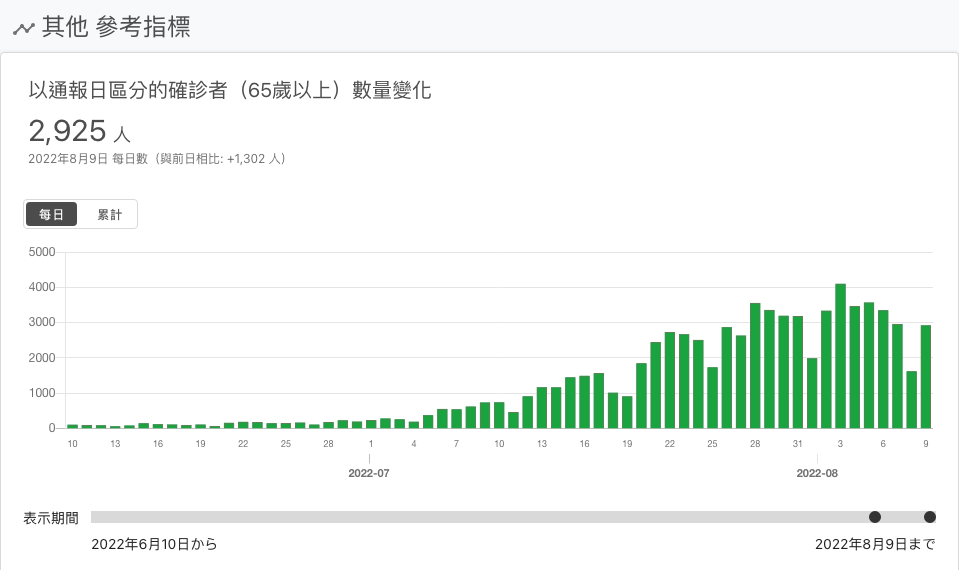 其他 參考指標
以通報日區分的確診者（65歲以上）數量變化
2,925 人
2022年8月9日 每日數（與前日相比: +1,302 人）
每日 累計
5000
4000
3000
2000
1000
0
10 13 16 19 22 25 28 1 4 7 10 13 16 19 22 25 28 31 3 6 9
2022-07 2022-08
表示期間
2022年6月10日から 2022年8月9日まで